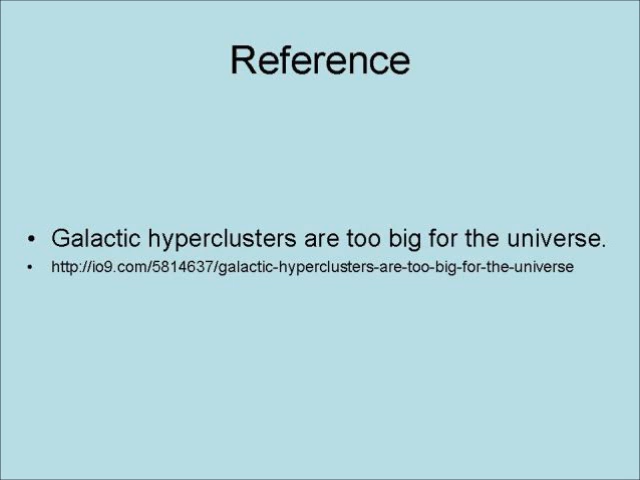 Reference
• Galactic hyperclusters are too big for the universe.
• http://io9.com/5814637/galactic-hyperclusters-are-too-big-for-the-universe